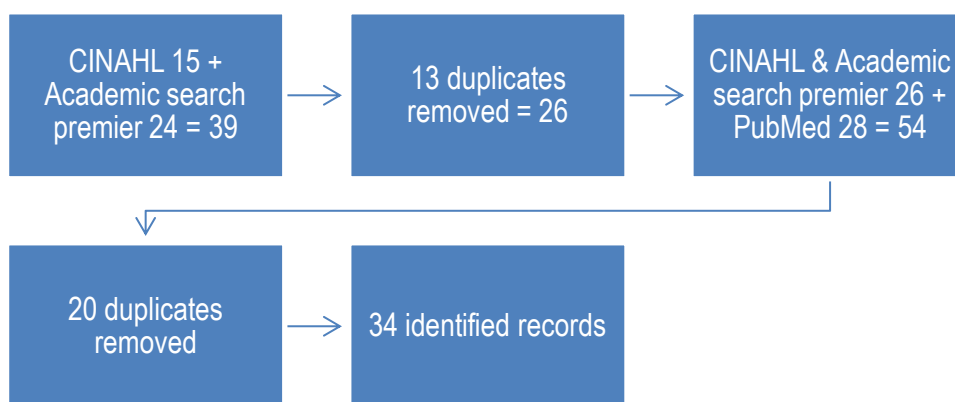 CINAHL 15 +
Academic search
premier 24 = 39
13 duplicates
removed = 26
CINAHL & Academic
search premier 26 +
PubMed 28 = 54
20 duplicates
removed
34 identified records